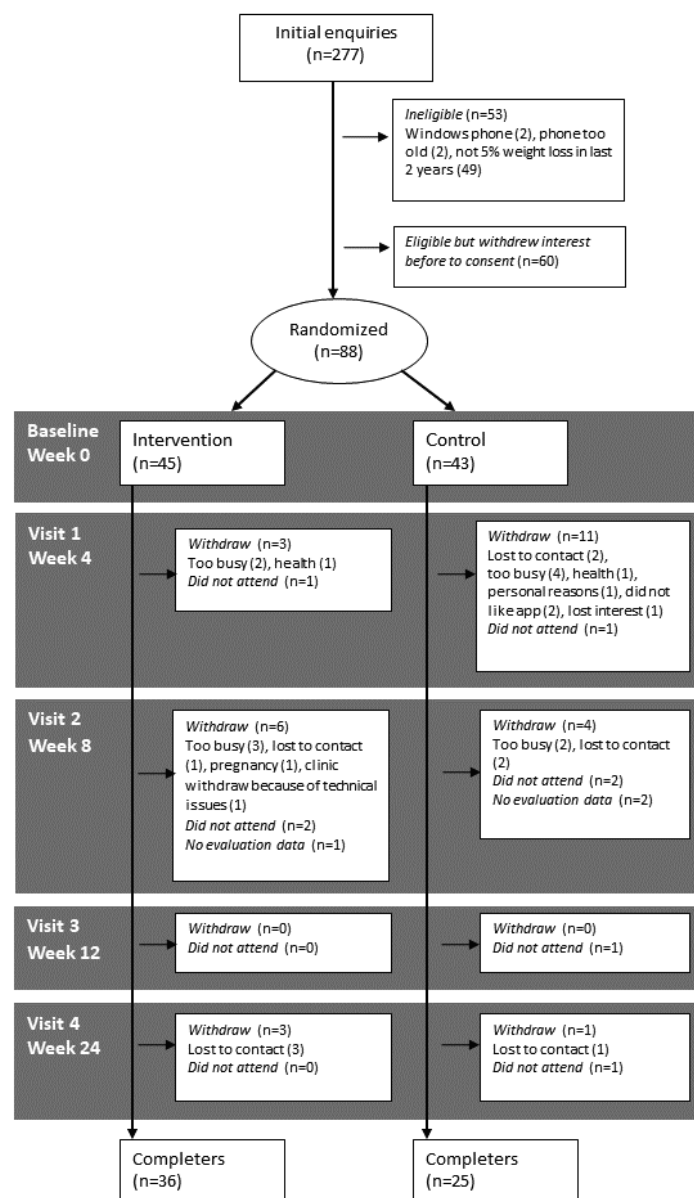 Initial enquiries
(n=277)
Ineligible (n=53)
Windows phone (2), phone too
old (2), not 5% weight loss in last
2 years (49)
Eligible but withdrew interest
before to consent (n=60)
Randomized
(n=88)
Baseline
Week 0
Intervention
(n=45)
Control
(n=43)
Visit 1
Week 4
Withdraw (n=3)
Too busy (2), health (1)
Did not attend (n=1)
Withdraw (n=11)
Lost to contact (2),
too busy (4), health (1),
personal reasons (1), did not
like app (2), lost interest (1)
Did not attend (n=1)
Visit 2
Week 8
Withdraw (n=6)
Too busy (3), lost to contact
(1), pregnancy (1), clinic
withdraw because of technical
issues (1)
Did not attend (n=2)
No evaluation data (n=1)
Withdraw (n=4)
Too busy (2), lost to contact
(2)
Did not attend (n=2)
No evaluation data (n=2)
Visit 3
Week 12
Withdraw (n=0)
Did not attend (n=0)
Withdraw (n=0)
Did not attend (n=1)
Visit 4
Week 24
Withdraw (n=3)
Lost to contact (3)
Did not attend (n=0)
Withdraw (n=1)
Lost to contact (1)
Did not attend (n=1)
Completers
(n=36)
Completers
(n=25)